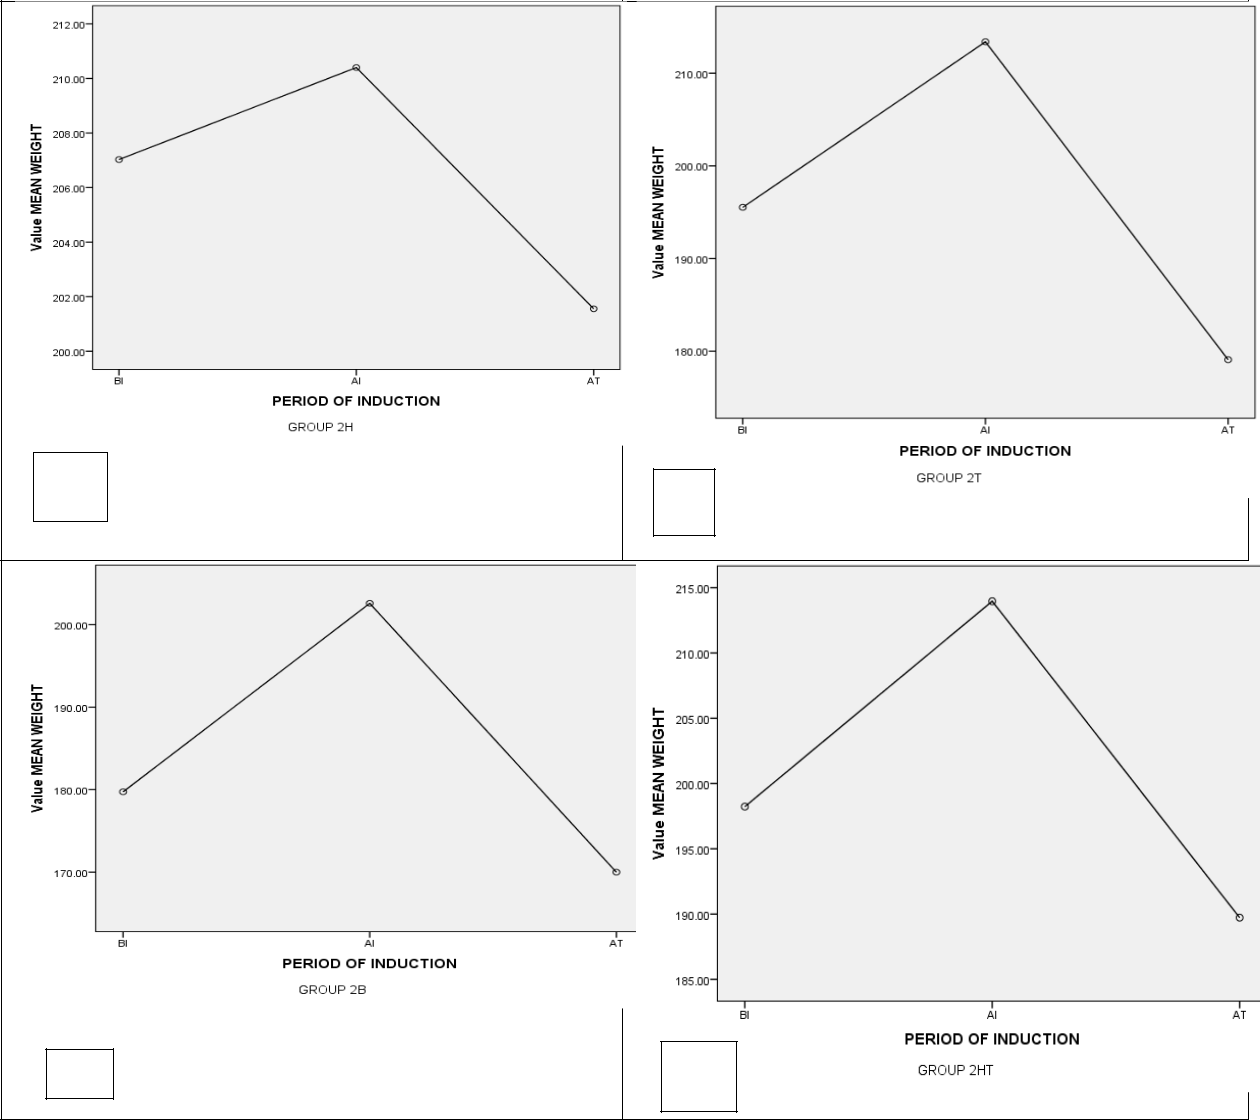 212.00
210.00
208.00
206.00
204.00
202.00
200.00
Value MEAN WEIGHT
BI AI AT
PERIOD OF INDUCTION
GROUP 2H
210.00
200.00
190.00
180.00
Value MEAN WEIGHT
BI AI AT
PERIOD OF INDUCTION
GROUP 2T
200.00
190.00
180.00
170.00
Value MEAN WEIGHT
BI AI AT
PERIOD OF INDUCTION
GROUP 2B
215.00
210.00
205.00
200.00
195.00
190.00
185.00
Value MEAN WEIGHT
BI AI AT
PERIOD OF INDUCTION
GROUP 2HT